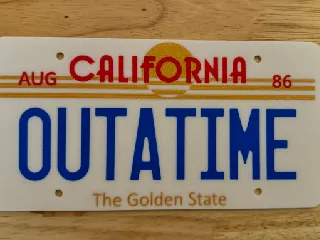 CALIFORNIA
AUG 86
OUTATIME
The Golden State